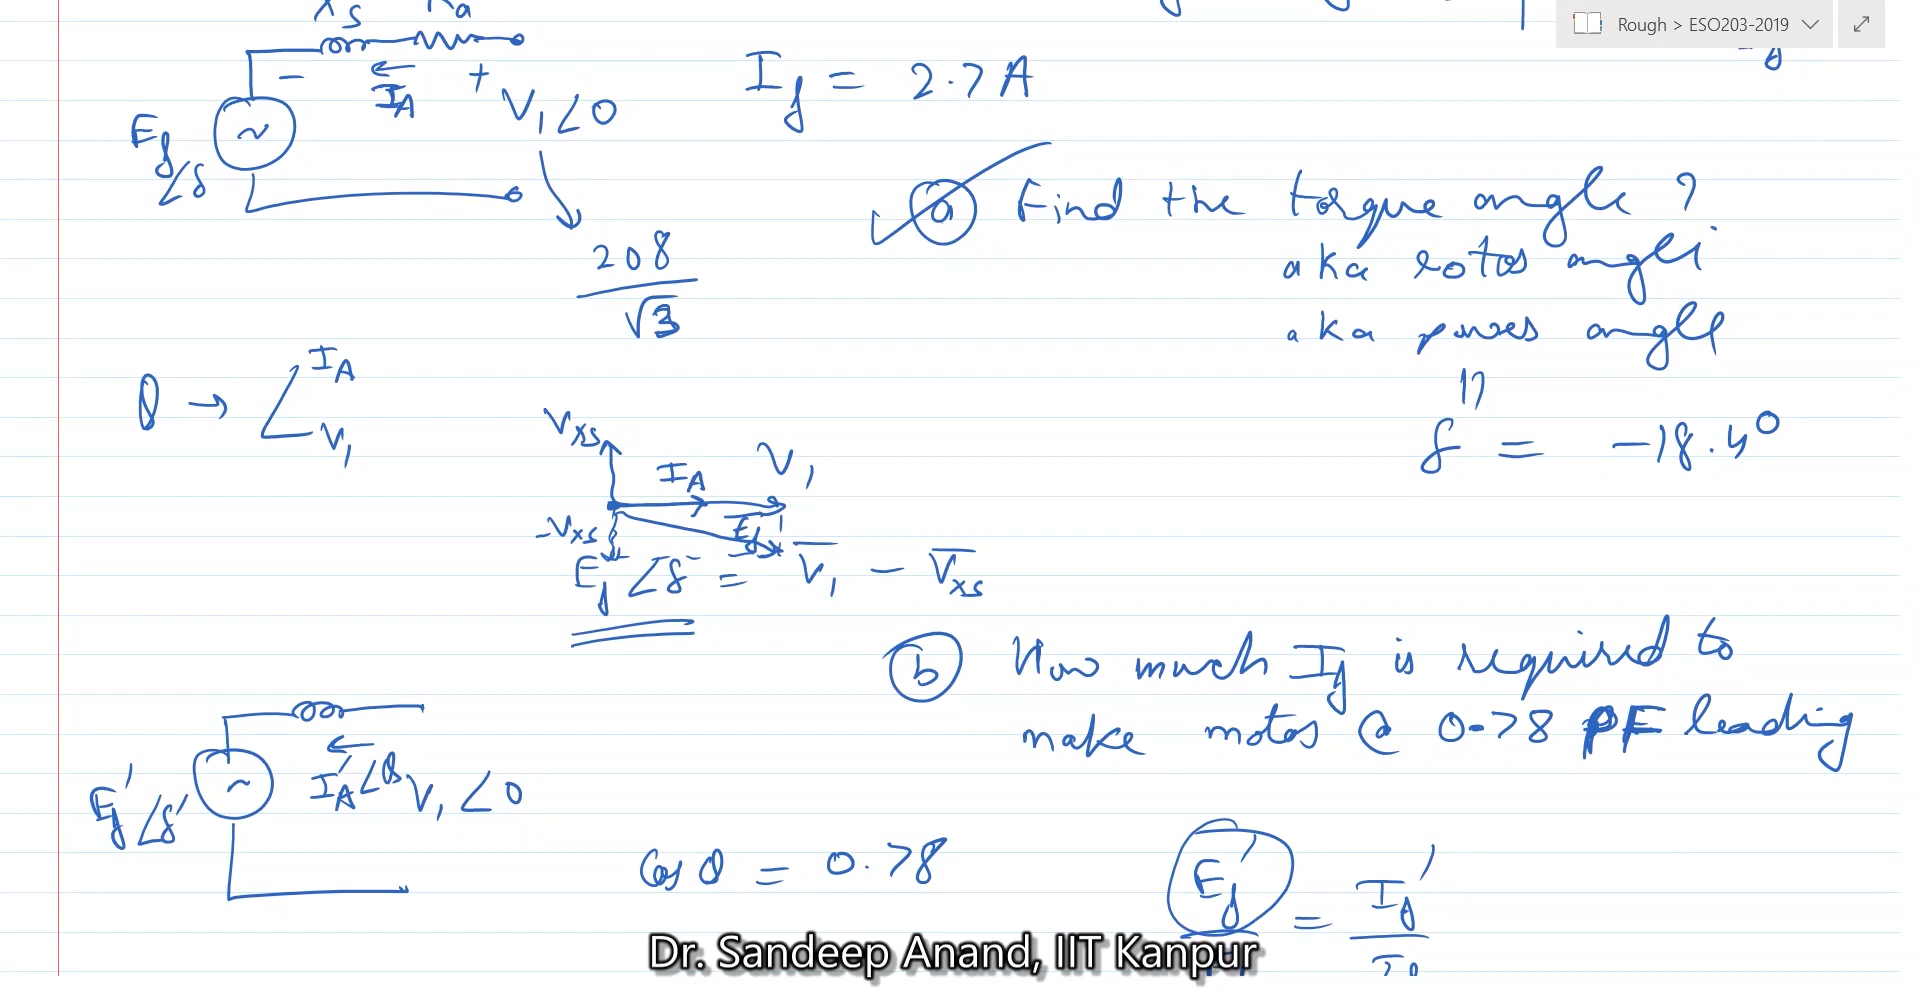 Rough > ESO203-2019
Xs Ra
If = 2.7 A
IA
- +
V1∠0
Ef
∠δ
208
√3
(a) Find the torque angle ?
aka rotor angle
aka power angle
δ = -18.4°
θ → ∠ IA V1
Vxs
IA V1
-Vxs Ef
Ef∠δ = V1 - Vxs
(b) How much If is required to
make motor @ 0.78 PF leading
Ef'∠δ' IA'∠θ V1∠0
Cos θ = 0.78
Ef' = If'
Dr. Sandeep Anand, IIT Kanpur